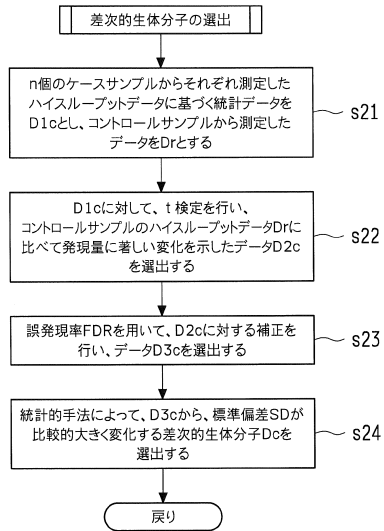 差次的生体分子の選出
n個のケースサンプルからそれぞれ測定した
ハイスループットデータに基づく統計データを
D1cとし、コントロールサンプルから測定した
データをDrとする
s21
D1cに対して、t検定を行い、
コントロールサンプルのハイスループットデータDrに
比べて発現量に著しい変化を示したデータD2c
を選出する
s22
誤発現率FDRを用いて、D2cに対する補正を
行い、データD3cを選出する
s23
統計的手法によって、D3cから、標準偏差SDが
比較的大きく変化する差次的生体分子Dcを
選出する
s24
戻り